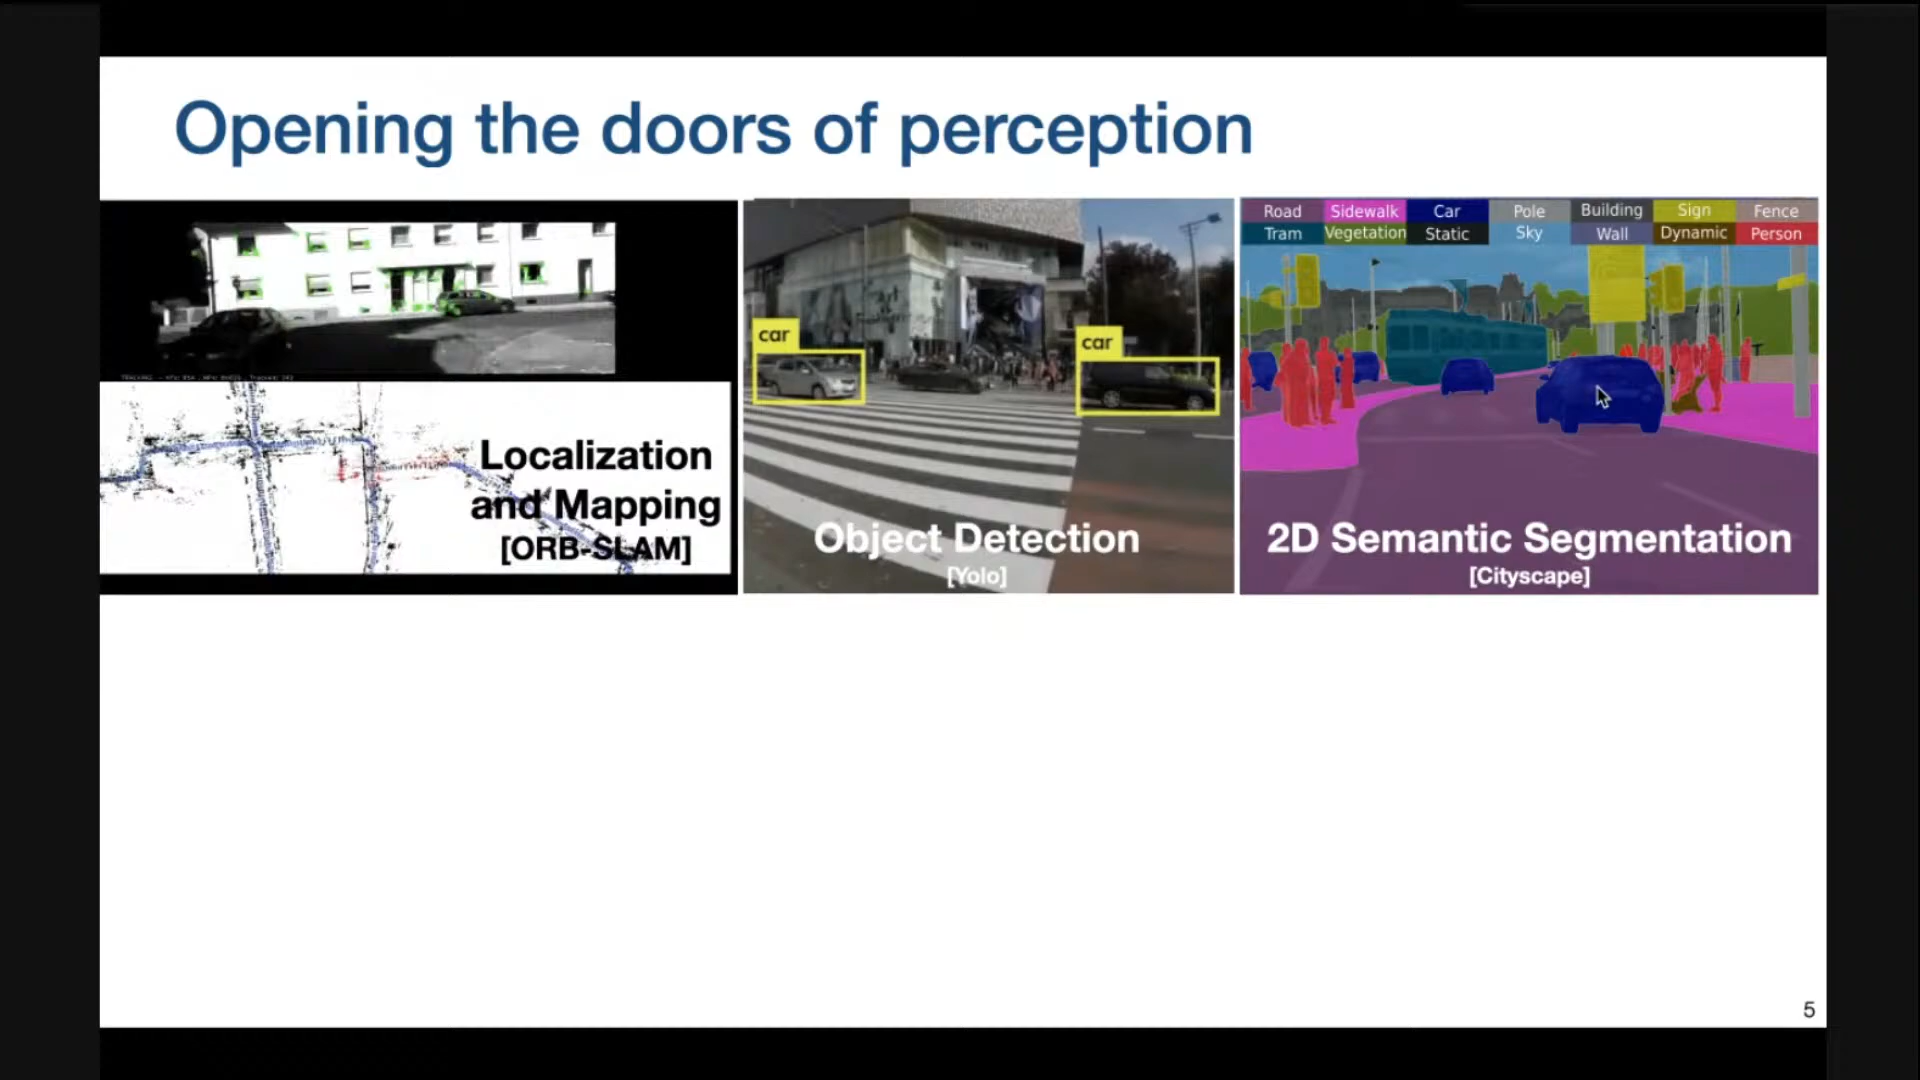 Opening the doors of perception
Localization
and Mapping
[ORB-SLAM]
car
car
Object Detection
[Yolo]
Road Sidewalk Car Pole Building Sign Fence
Tram Vegetation Static Sky Wall Dynamic Person
2D Semantic Segmentation
[Cityscape]
5